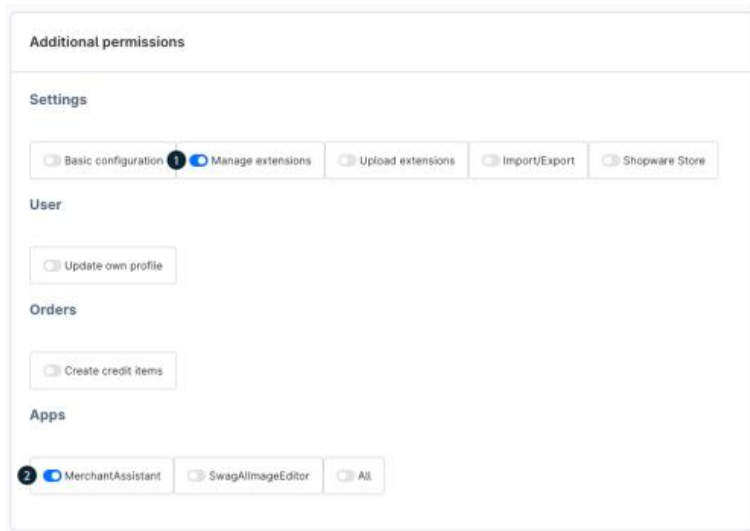 Additional permissions
Settings
Basic configuration 1 Manage extensions Upload extensions Import/Export Shopware Store
User
Update own profile
Orders
Create credit items
Apps
2 MerchantAssistant SwagAIImageEditor All